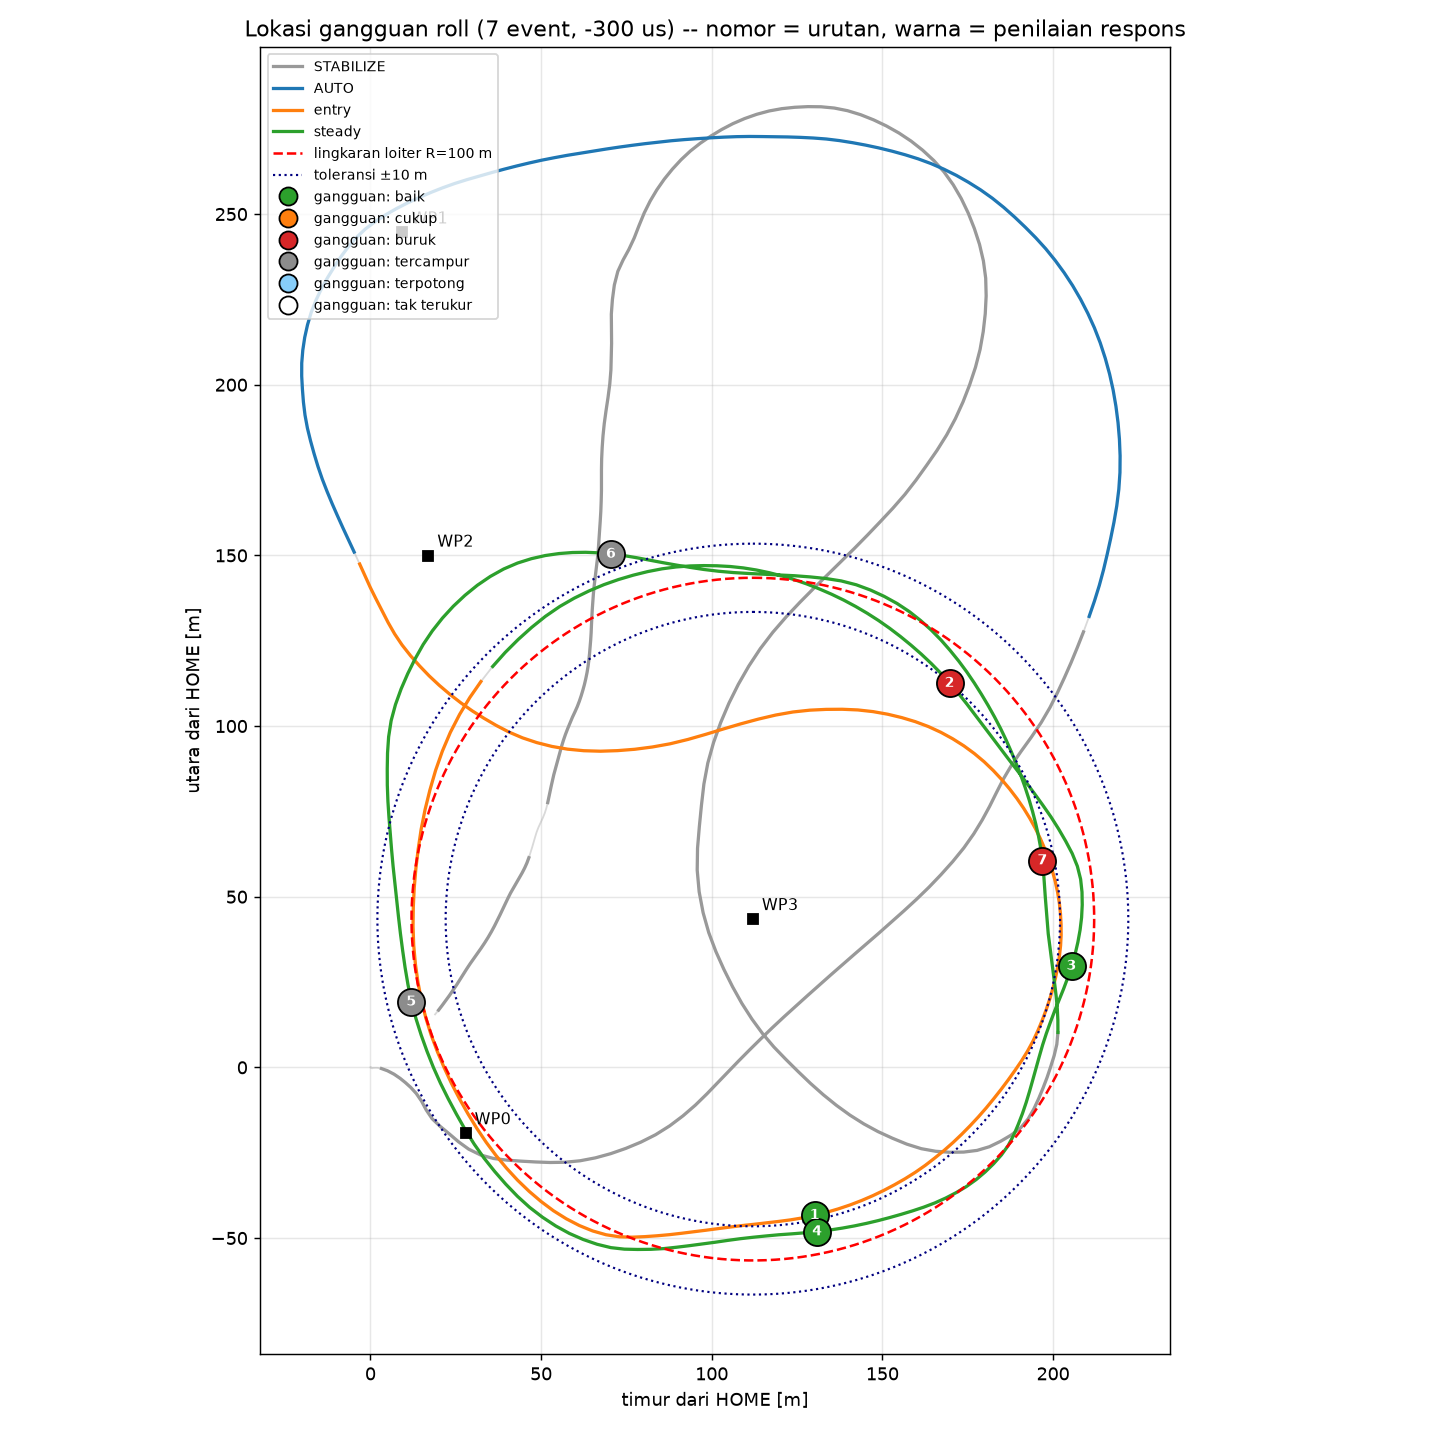 Lokasi gangguan roll (7 event, -300 us) -- nomor = urutan, warna = penilaian respons
STABILIZE
AUTO
entry
steady
lingkaran loiter R=100 m
toleransi ±10 m
gangguan: baik
gangguan: cukup
gangguan: buruk
gangguan: tercampur
gangguan: terpotong
gangguan: tak terukur
250
200
150
100
50
0
−50
utara dari HOME [m]
WP2
6
2
7
WP3
3
5
WP0
1
4
0
50
100
150
200
timur dari HOME [m]